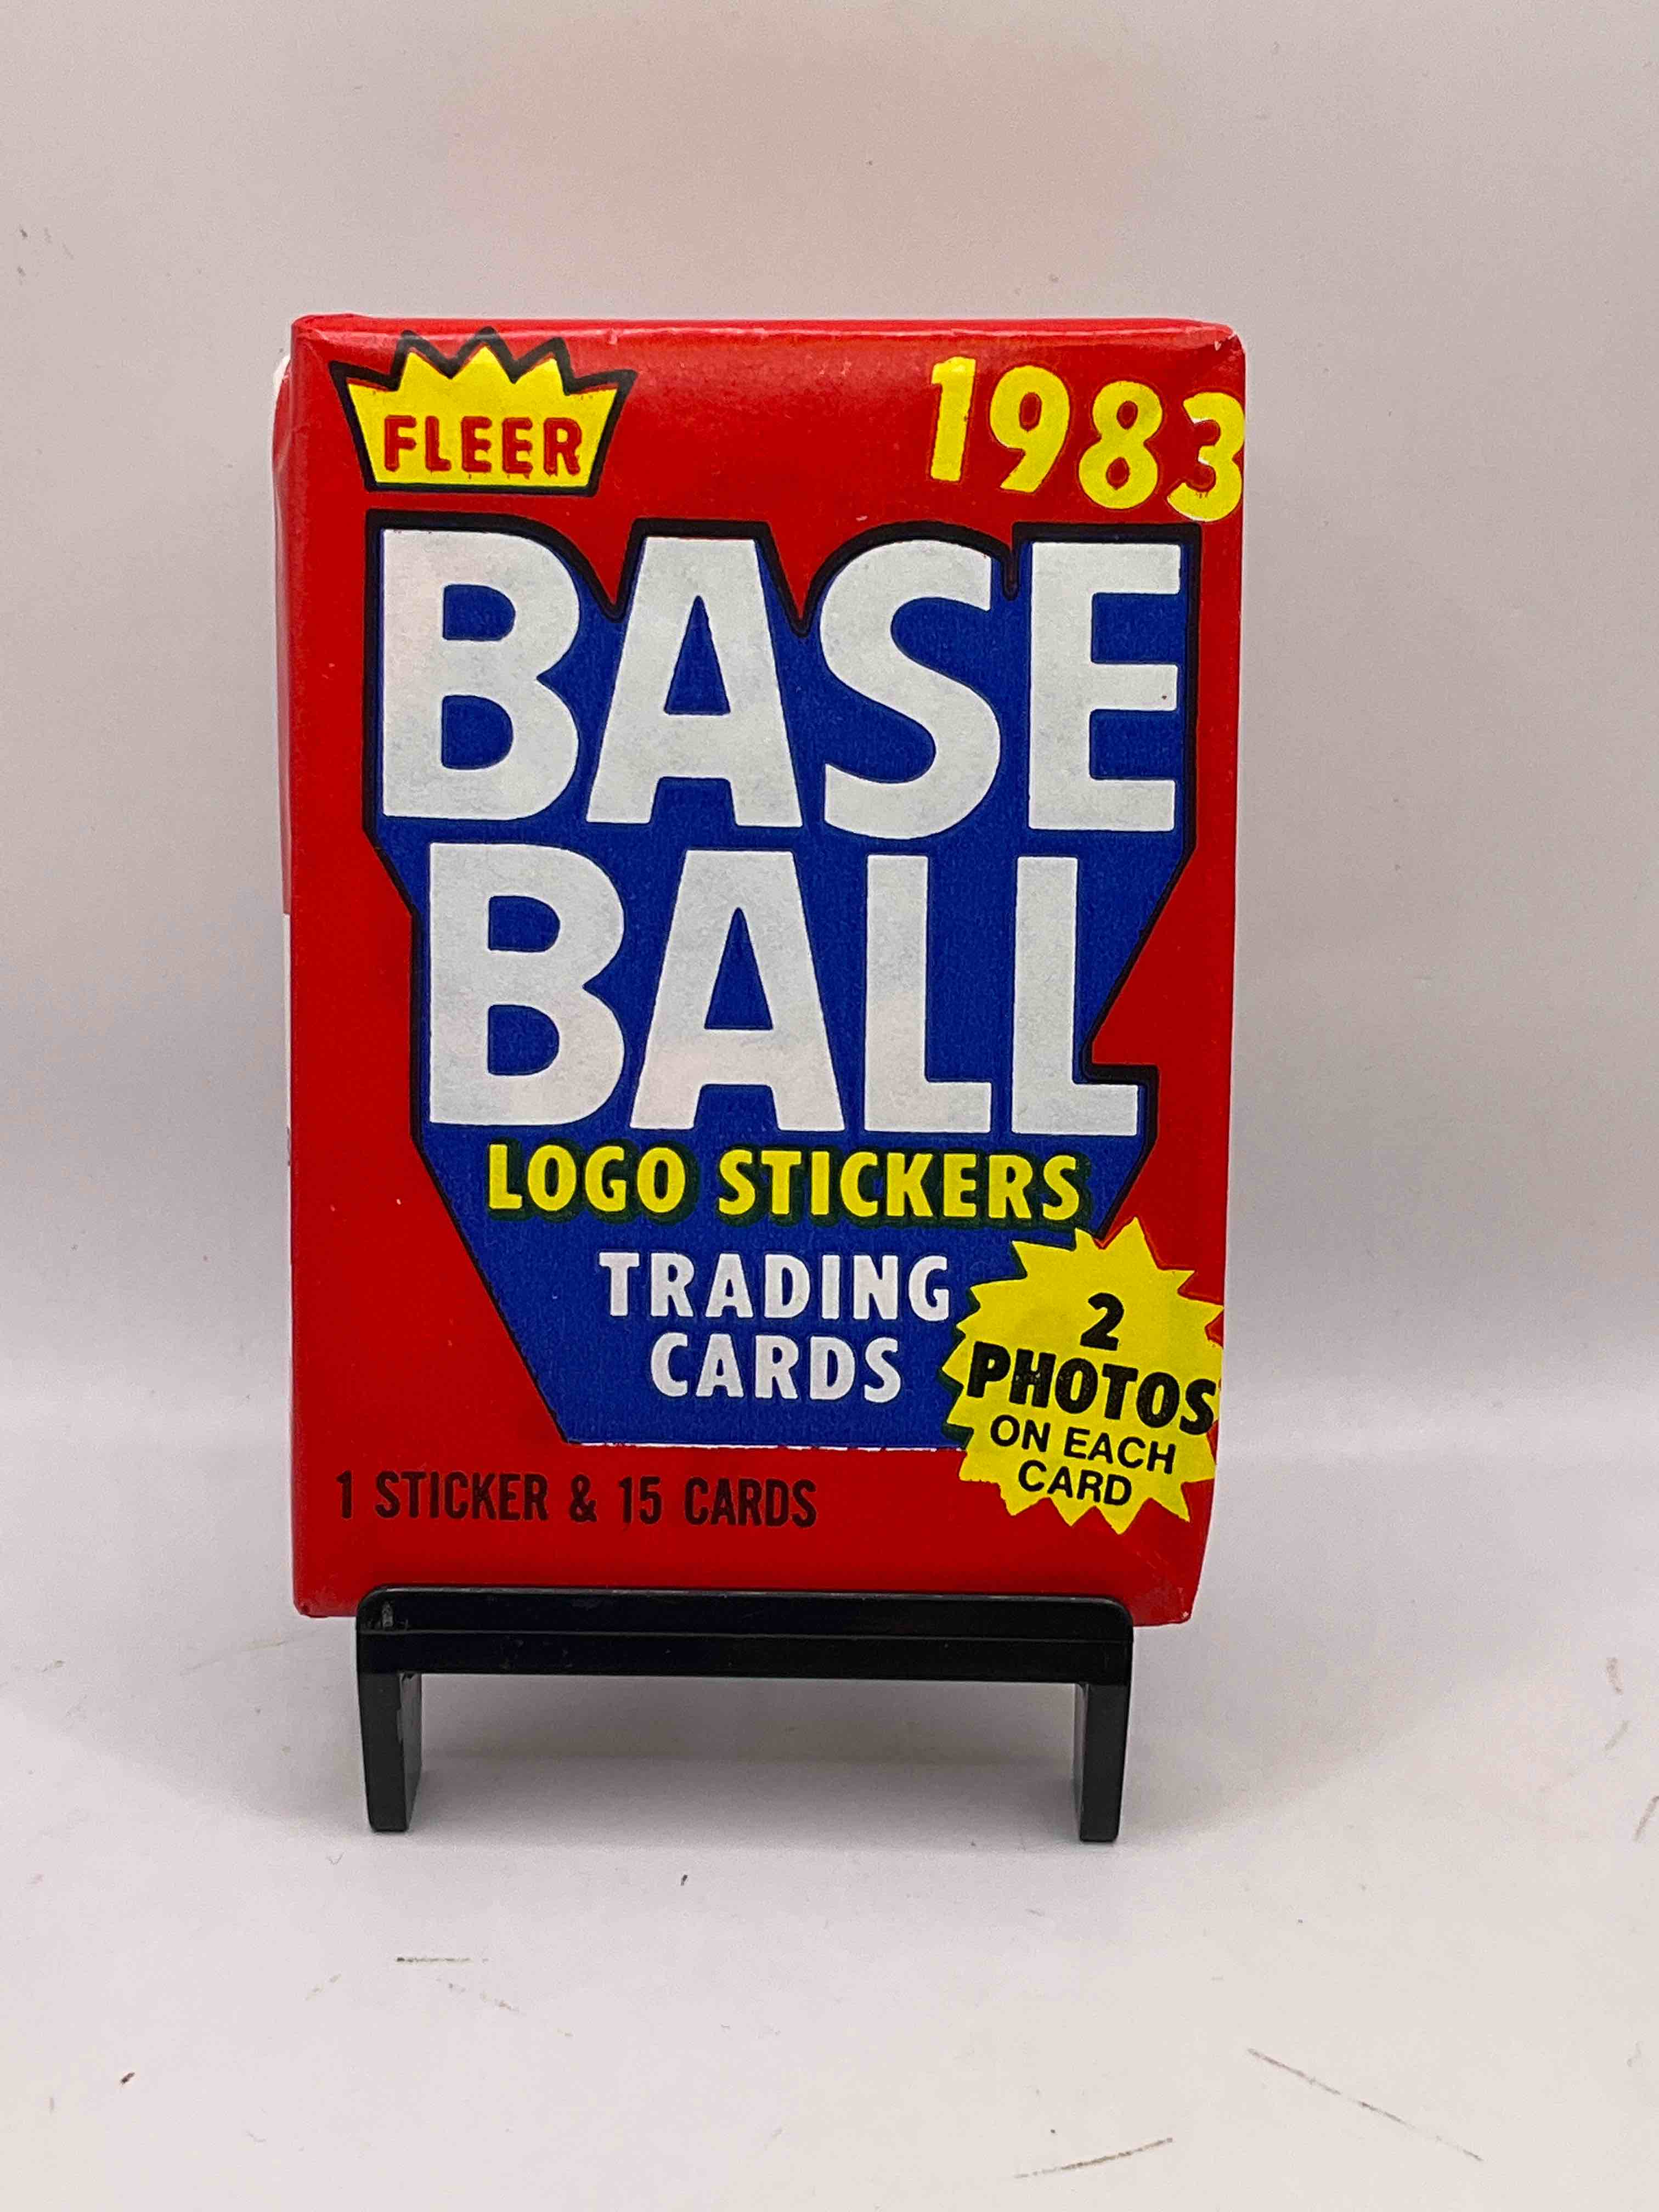 FLEER
1983
BASE
BALL
LOGO STICKERS
TRADING
CARDS
2
PHOTOS
ON EACH
CARD
1 STICKER & 15 CARDS